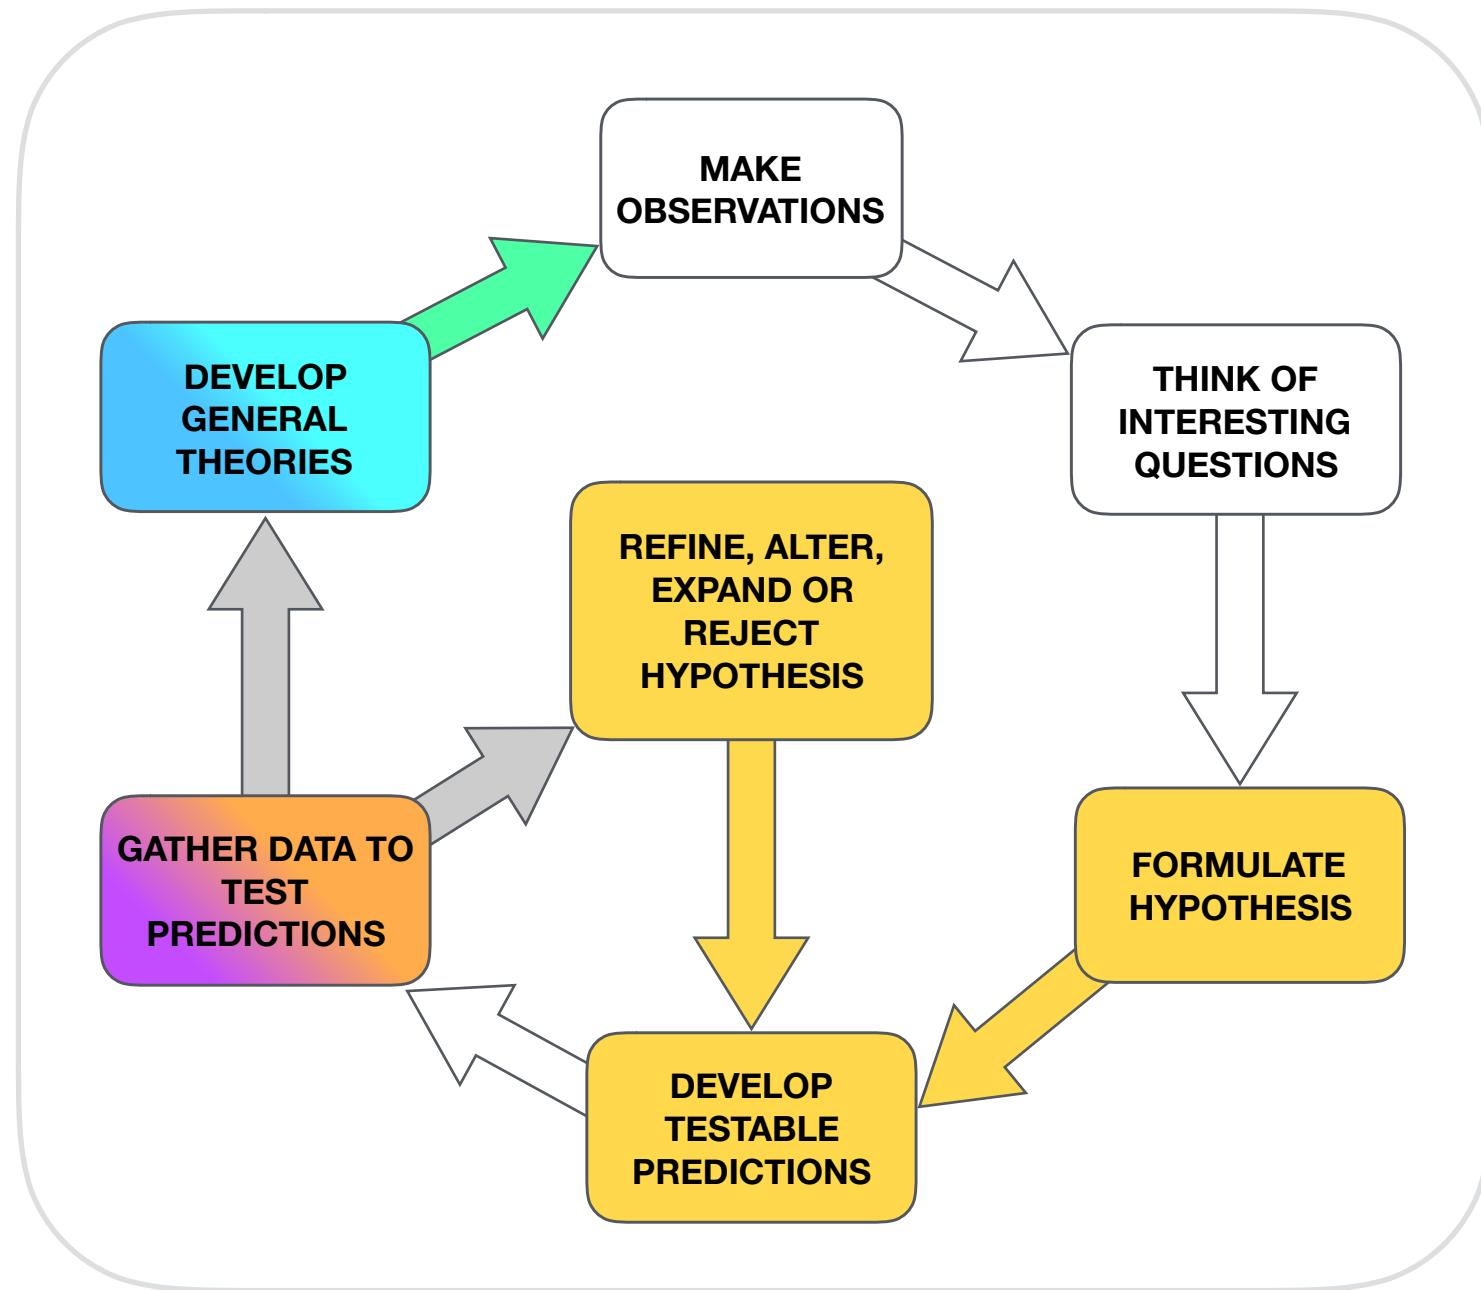 MAKE
OBSERVATIONS
THINK OF
INTERESTING
QUESTIONS
FORMULATE
HYPOTHESIS
DEVELOP
TESTABLE
PREDICTIONS
GATHER DATA TO
TEST
PREDICTIONS
REFINE, ALTER,
EXPAND OR
REJECT
HYPOTHESIS
DEVELOP
GENERAL
THEORIES